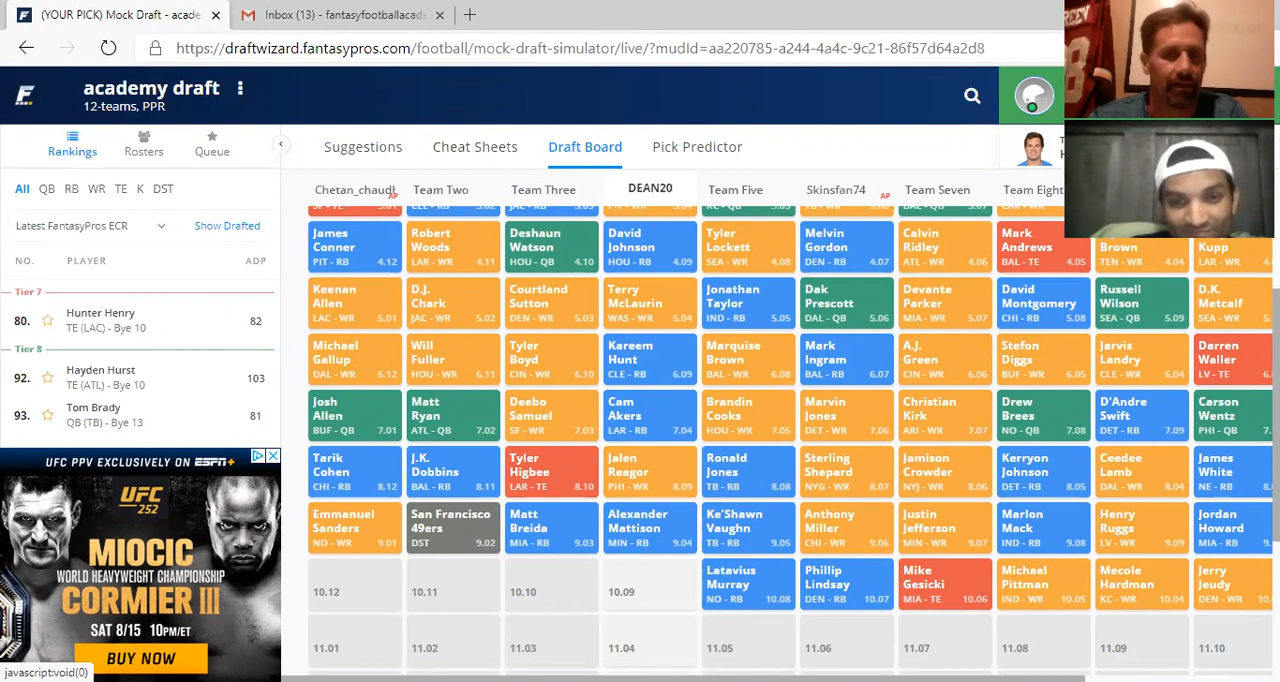 (YOUR PICK) Mock Draft - acade
Inbox (13) - fantasyfootballacade
https://draftwizard.fantasypros.com/football/mock-draft-simulator/live/?mudId=aa220785-a244-4a4c-9c21-86f57d64a2d8
academy draft
12-teams, PPR
Rankings
Rosters
Queue
Suggestions
Cheat Sheets
Draft Board
Pick Predictor
All QB RB WR TE K DST
Latest FantasyPros ECR
Show Drafted
NO. PLAYER ADP
Tier 7
80. Hunter Henry 82
TE (LAC) - Bye 10
Tier 8
92. Hayden Hurst 103
TE (ATL) - Bye 10
93. Tom Brady 81
QB (TB) - Bye 13
UFC PPV EXCLUSIVELY ON ESPN+
UFC
252
MIOCIC
WORLD HEAVYWEIGHT CHAMPIONSHIP
CORMIER III
SAT 8/15 10PM/ET
BUY NOW
javascript:void(0)
Chetan_chaudl AP Team Two Team Three DEAN20 Team Five Skinsfan74 AP Team Seven Team Eight
James Conner PIT - RB 4.12
Robert Woods LAR - WR 4.11
Deshaun Watson HOU - QB 4.10
David Johnson HOU - RB 4.09
Tyler Lockett SEA - WR 4.08
Melvin Gordon DEN - RB 4.07
Calvin Ridley ATL - WR 4.06
Mark Andrews BAL - TE 4.05
Brown TEN - WR 4.04
Kupp LAR - WR 4.
Keenan Allen LAC - WR 5.01
D.J. Chark JAC - WR 5.02
Courtland Sutton DEN - WR 5.03
Terry McLaurin WAS - WR 5.04
Jonathan Taylor IND - RB 5.05
Dak Prescott DAL - QB 5.06
Devante Parker MIA - WR 5.07
David Montgomery CHI - RB 5.08
Russell Wilson SEA - QB 5.09
D.K. Metcalf SEA - WR 5.
Michael Gallup DAL - WR 6.12
Will Fuller HOU - WR 6.11
Tyler Boyd CIN - WR 6.10
Kareem Hunt CLE - RB 6.09
Marquise Brown BAL - WR 6.08
Mark Ingram BAL - RB 6.07
A.J. Green CIN - WR 6.06
Stefon Diggs BUF - WR 6.05
Jarvis Landry CLE - WR 6.04
Darren Waller LV - TE 6.
Josh Allen BUF - QB 7.01
Matt Ryan ATL - QB 7.02
Deebo Samuel SF - WR 7.03
Cam Akers LAR - RB 7.04
Brandin Cooks HOU - WR 7.05
Marvin Jones DET - WR 7.06
Christian Kirk ARI - WR 7.07
Drew Brees NO - QB 7.08
D'Andre Swift DET - RB 7.09
Carson Wentz PHI - QB 7.
Tarik Cohen CHI - RB 8.12
J.K. Dobbins BAL - RB 8.11
Tyler Higbee LAR - TE 8.10
Jalen Reagor PHI - WR 8.09
Ronald Jones TB - RB 8.08
Sterling Shepard NYG - WR 8.07
Jamison Crowder NYJ - WR 8.06
Kerryon Johnson DET - RB 8.05
Ceedee Lamb DAL - WR 8.04
James White NE - RB 8.
Emmanuel Sanders NO - WR 9.01
San Francisco 49ers DST 9.02
Matt Breida MIA - RB 9.03
Alexander Mattison MIN - RB 9.04
Ke'Shawn Vaughn TB - RB 9.05
Anthony Miller CHI - WR 9.06
Justin Jefferson MIN - WR 9.07
Marlon Mack IND - RB 9.08
Henry Ruggs LV - WR 9.09
Jordan Howard MIA - RB 9.
10.12
10.11
10.10
10.09
Latavius Murray NO - RB 10.08
Phillip Lindsay DEN - RB 10.07
Mike Gesicki MIA - TE 10.06
Michael Pittman IND - WR 10.05
Mecole Hardman KC - WR 10.04
Jerry Jeudy DEN - WR 10.
11.01 11.02 11.03 11.04 11.05 11.06 11.07 11.08 11.09 11.10